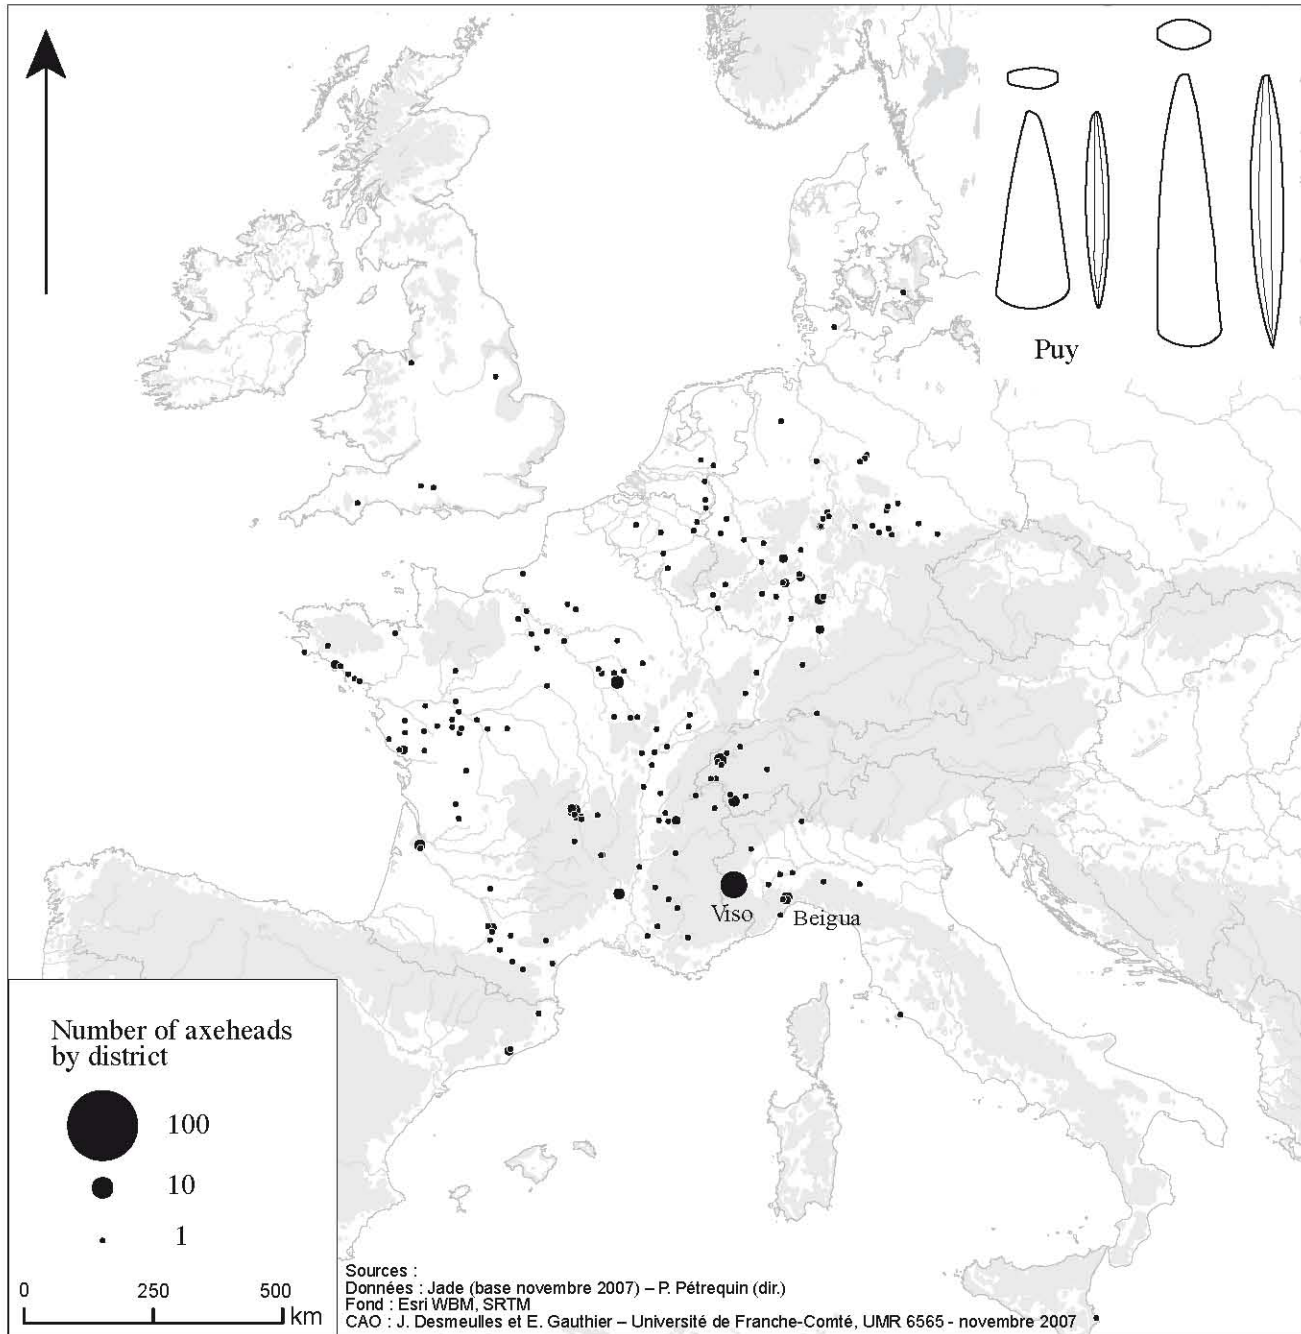 Puy
Viso
Beigua
Number of axeheads
by district
100
10
1
0 250 500 km
Sources :
Données : Jade (base novembre 2007) – P. Pétrequin (dir.)
Fond : Esri WBM, SRTM
CAO : J. Desmeulles et E. Gauthier – Université de Franche-Comté, UMR 6565 - novembre 2007